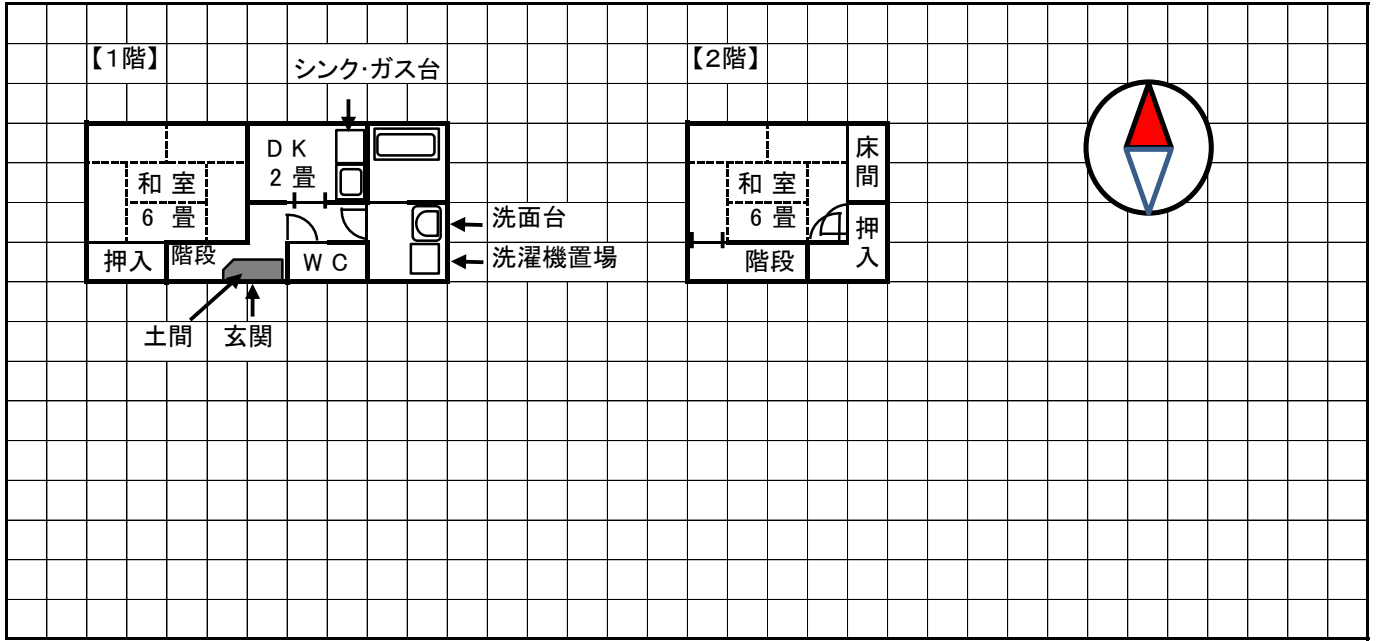 【1階】
シンク・ガス台
DK
2畳
和室
6畳
押入
階段
WC
洗面台
洗濯機置場
土間
玄関
【2階】
床間
和室
6畳
押入
階段